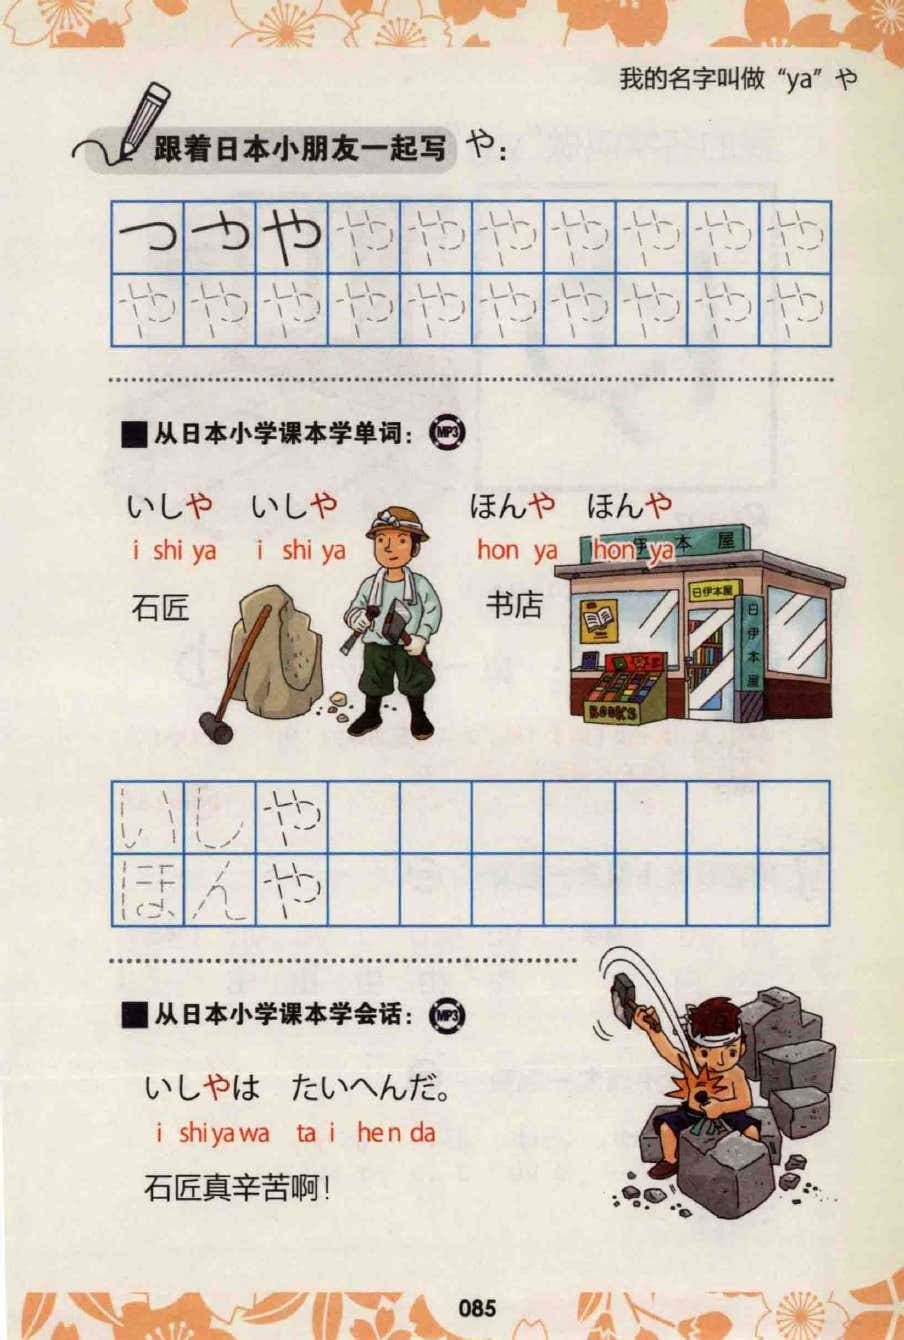 我的名字叫做“ya”や
跟着日本小朋友一起写 や：
つ つ や や や や や や や や
や や や や や や や や や や
从日本小学课本学单词： MP3
いしや いしや ほんや ほんや
i shi ya i shi ya hon ya hon ya
伊本屋
石匠 书店
日伊本屋
日伊本屋
BOOKS
いしや
ほんや
从日本小学课本学会话： MP3
いしやは たいへんだ。
i shi ya wa ta i hen da
石匠真辛苦啊！
085